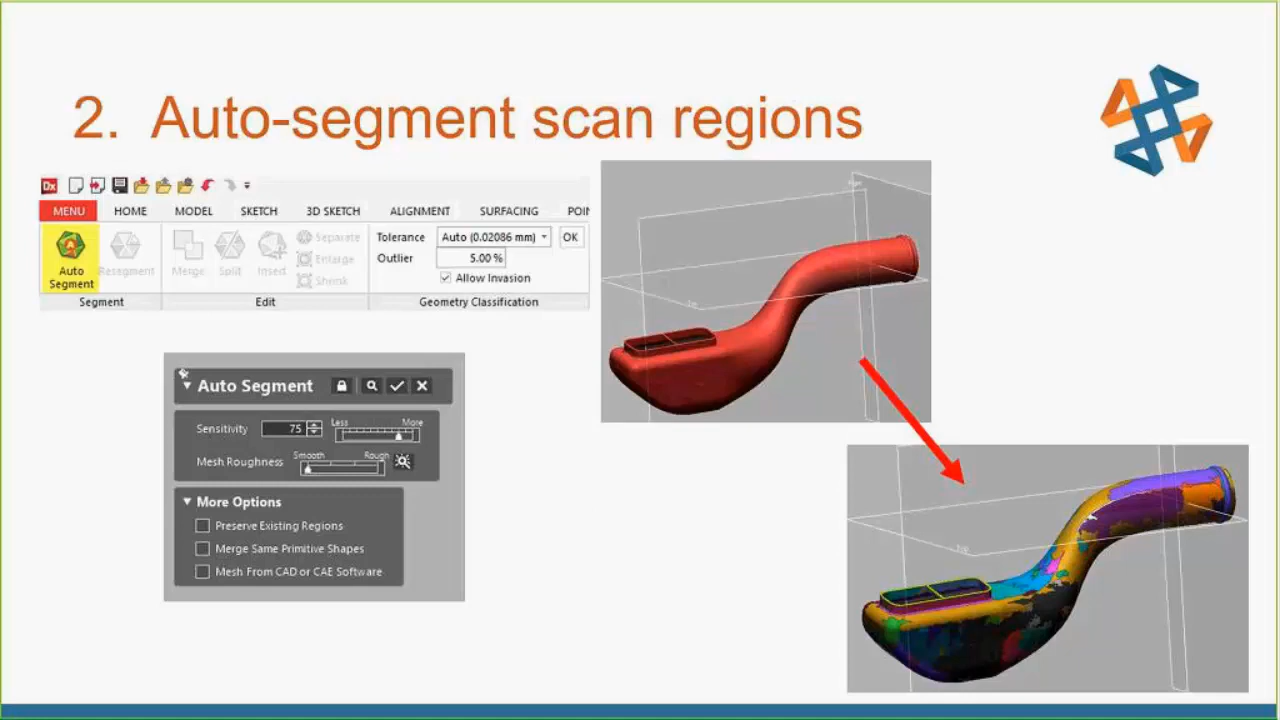 2. Auto-segment scan regions
Dx
MENU HOME MODEL SKETCH 3D SKETCH ALIGNMENT SURFACING POIN
Auto Segment
Resegment
Merge
Split
Insert
Separate
Enlarge
Shrink
Tolerance Auto (0.02086 mm) OK
Outlier 5.00 %
Allow Invasion
Segment Edit Geometry Classification
Auto Segment
Less More
Sensitivity 75
Smooth Rough
Mesh Roughness
More Options
Preserve Existing Regions
Merge Same Primitive Shapes
Mesh From CAD or CAE Software
Top